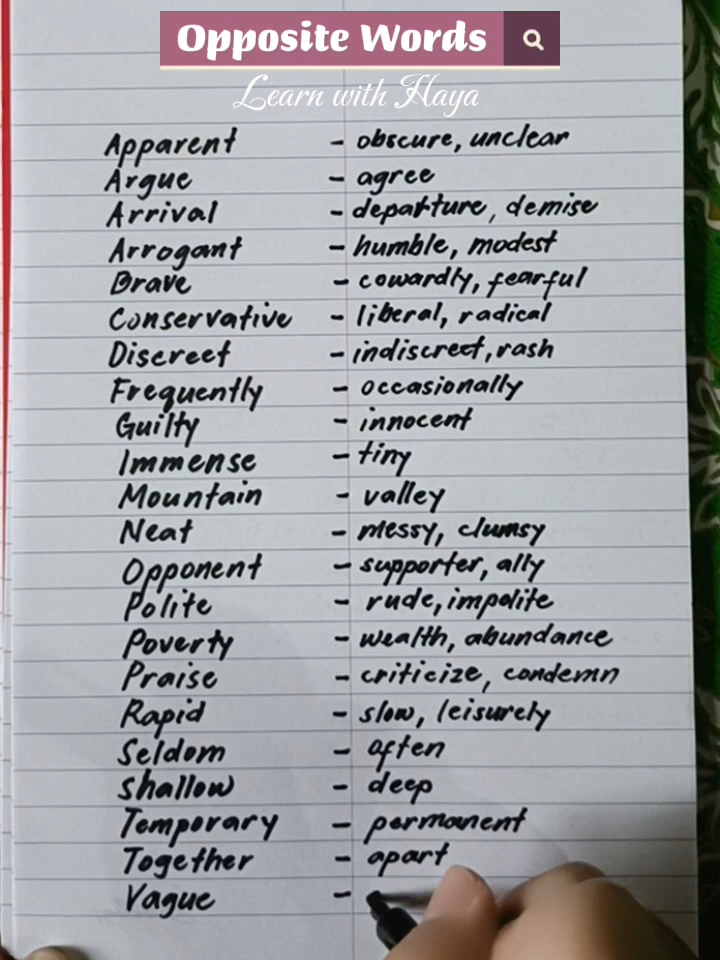 Opposite Words
Learn with Haya
Apparent - obscure, unclear
Argue - agree
Arrival - departure, demise
Arrogant - humble, modest
Brave - cowardly, fearful
Conservative - liberal, radical
Discreet - indiscreet, rash
Frequently - occasionally
Guilty - innocent
Immense - tiny
Mountain - valley
Neat - messy, clumsy
Opponent - supporter, ally
Polite - rude, impolite
Poverty - wealth, abundance
Praise - criticize, condemn
Rapid - slow, leisurely
Seldom - often
Shallow - deep
Temporary - permanent
Together - apart
Vague -